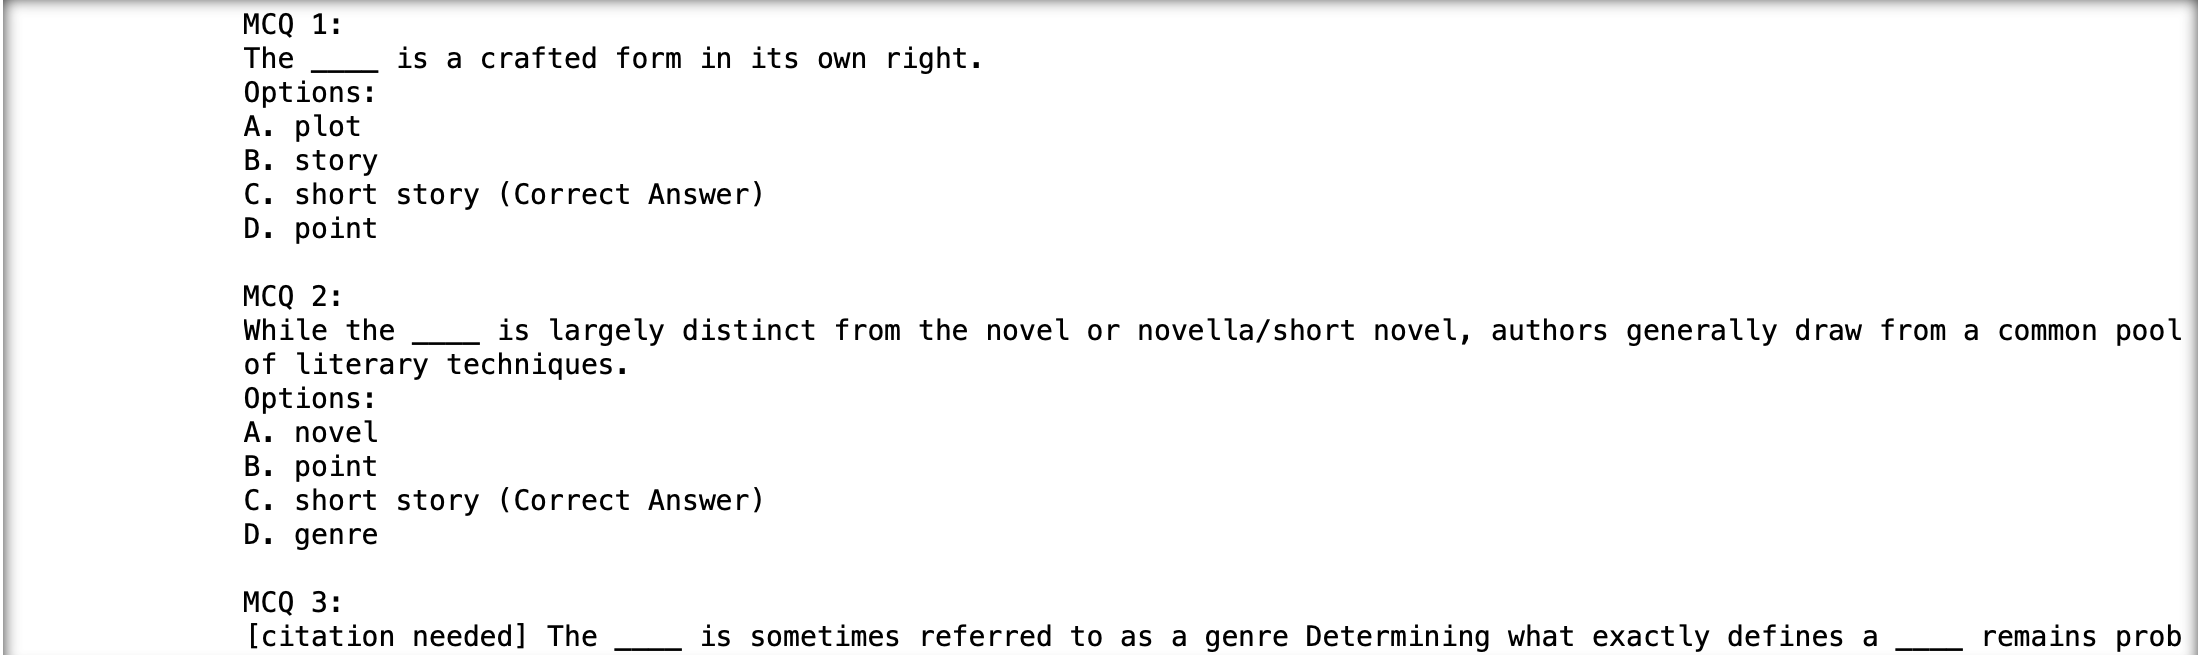 MCQ 1:
The ____ is a crafted form in its own right.
Options:
A. plot
B. story
C. short story (Correct Answer)
D. point
MCQ 2:
While the ____ is largely distinct from the novel or novella/short novel, authors generally draw from a common pool
of literary techniques.
Options:
A. novel
B. point
C. short story (Correct Answer)
D. genre
MCQ 3:
[citation needed] The ____ is sometimes referred to as a genre Determining what exactly defines a ____ remains prob